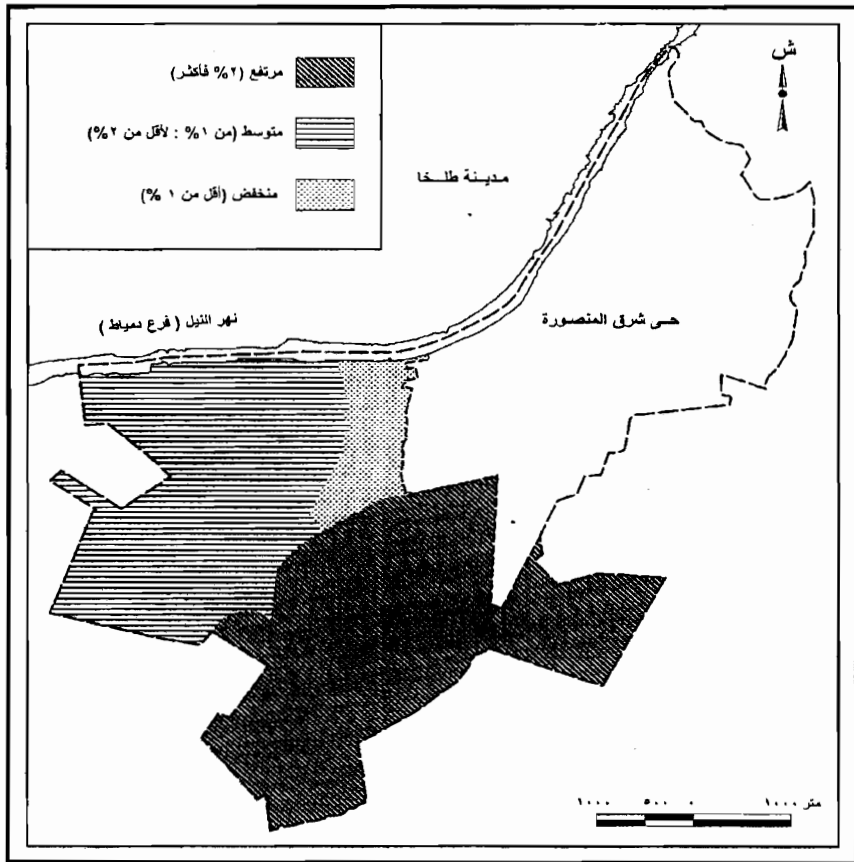 مرتفع (٢% فأكثر)
متوسط (من ١% : لأقل من ٢%)
منخفض (أقل من ١ %)
ش
مدينة طلخا
نهر النيل ( فرع دمياط )
حى شرق المنصورة
١٠٠٠ ٥٠٠ ٠ ١٠٠٠ متر